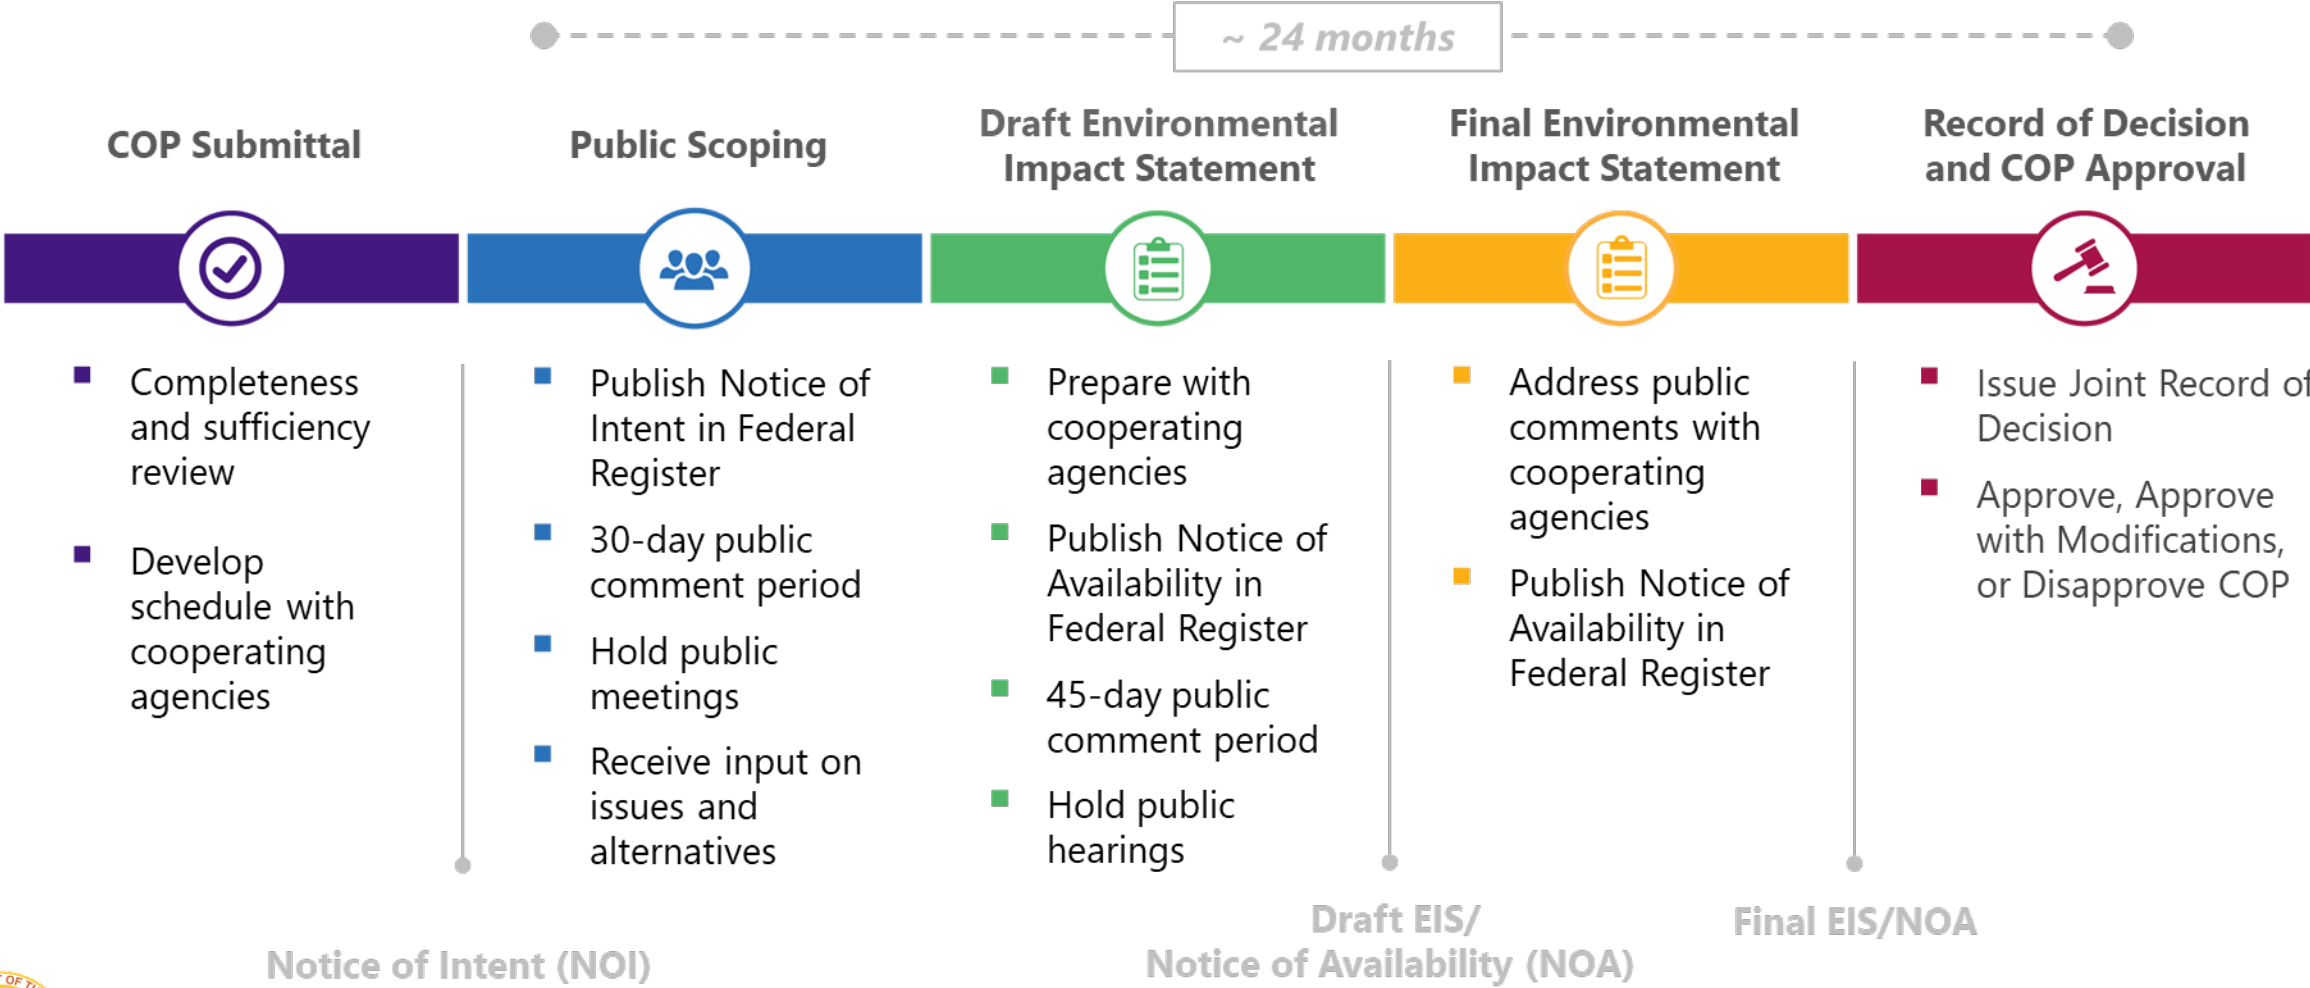 ~ 24 months
COP Submittal
Public Scoping
Draft Environmental
Impact Statement
Final Environmental
Impact Statement
Record of Decision
and COP Approval
Completeness
and sufficiency
review
Develop
schedule with
cooperating
agencies
Publish Notice of
Intent in Federal
Register
30-day public
comment period
Hold public
meetings
Receive input on
issues and
alternatives
Prepare with
cooperating
agencies
Publish Notice of
Availability in
Federal Register
45-day public
comment period
Hold public
hearings
Address public
comments with
cooperating
agencies
Publish Notice of
Availability in
Federal Register
Issue Joint Record of
Decision
Approve, Approve
with Modifications,
or Disapprove COP
Notice of Intent (NOI)
Draft EIS/
Notice of Availability (NOA)
Final EIS/NOA
OF